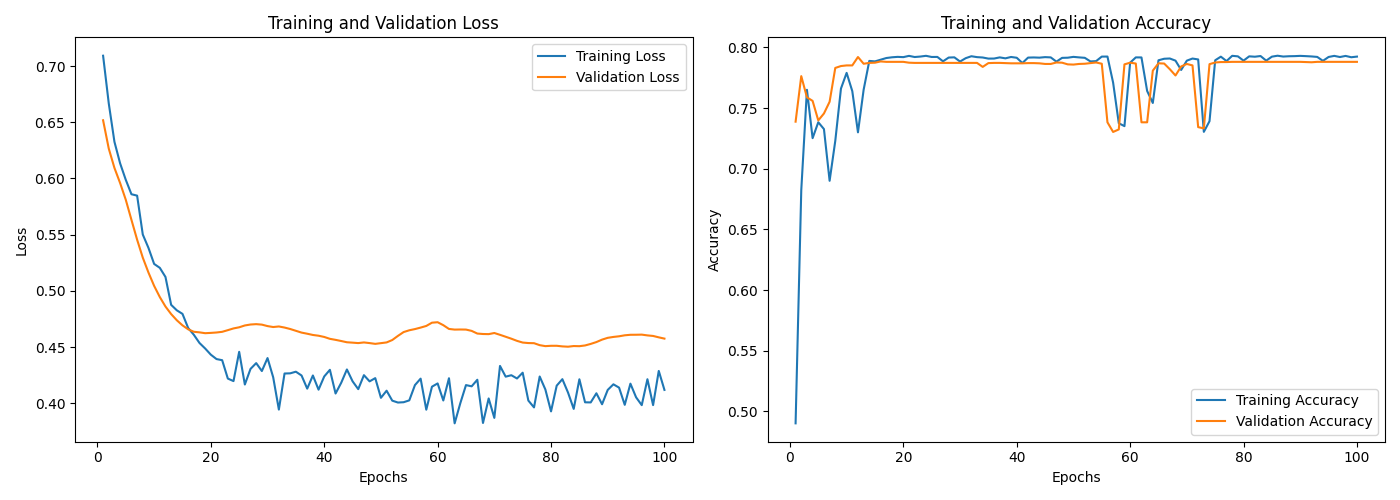 Training and Validation Loss
Training Loss
Validation Loss
0.70
0.65
0.60
0.55
0.50
0.45
0.40
Loss
0
20
40
60
80
100
Epochs
Training and Validation Accuracy
0.80
0.75
0.70
0.65
0.60
0.55
0.50
Accuracy
Training Accuracy
Validation Accuracy
0
20
40
60
80
100
Epochs